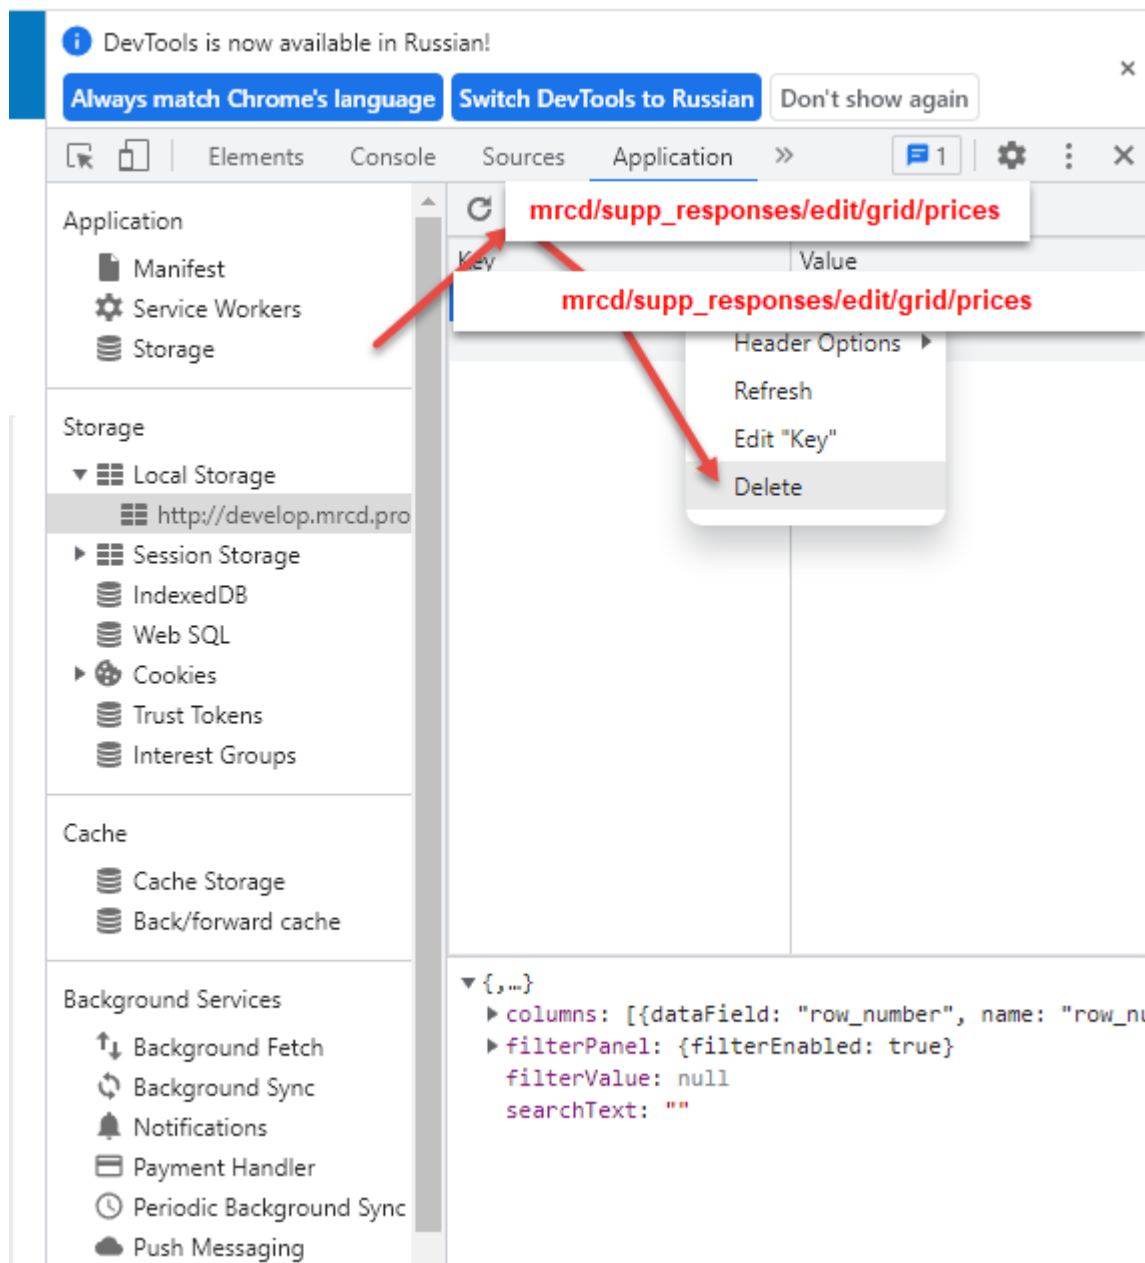 DevTools is now available in Russian!
Always match Chrome's language Switch DevTools to Russian Don't show again
Elements Console Sources Application » 1
Application
Manifest
Service Workers
Storage
Storage
Local Storage
http://develop.mrcd.pro
Session Storage
IndexedDB
Web SQL
Cookies
Trust Tokens
Interest Groups
Cache
Cache Storage
Back/forward cache
Background Services
Background Fetch
Background Sync
Notifications
Payment Handler
Periodic Background Sync
Push Messaging
mrcd/supp_responses/edit/grid/prices
Key Value
mrcd/supp_responses/edit/grid/prices
Header Options
Refresh
Edit "Key"
Delete
{,…}
columns: [{dataField: "row_number", name: "row_nu
filterPanel: {filterEnabled: true}
filterValue: null
searchText: ""